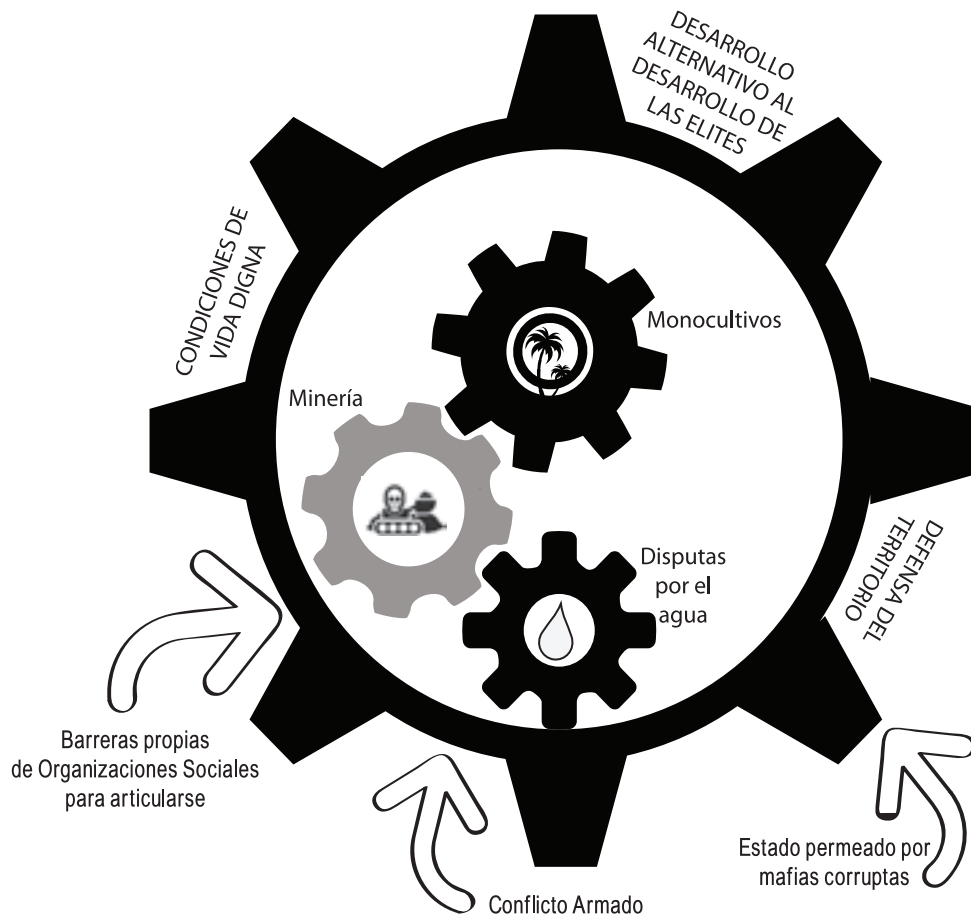 DESARROLLO
ALTERNATIVO AL
DESARROLLO DE
LAS ELITES
CONDICIONES DE
VIDA DIGNA
Monocultivos
Minería
Disputas
por el
agua
DEFENSA DEL
TERRITORIO
Barreras propias
de Organizaciones Sociales
para articularse
Estado permeado por
mafias corruptas
Conflicto Armado